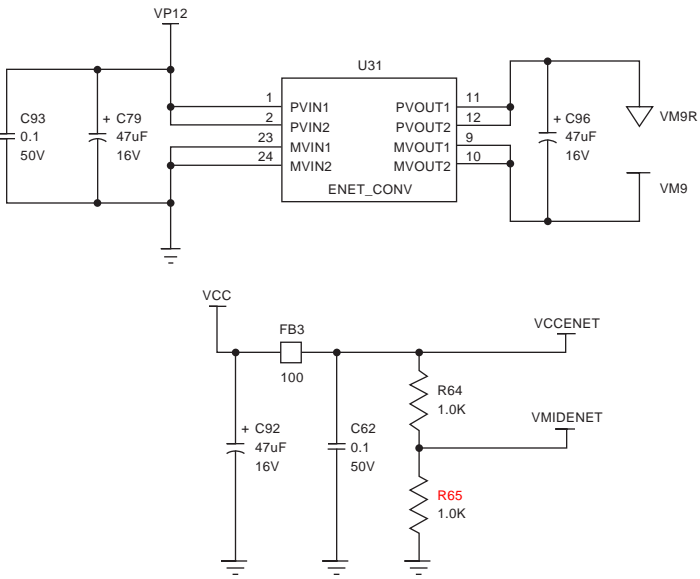 VP12
U31
C93
0.1
50V
+ C79
47uF
16V
1
2
23
24
PVIN1
PVIN2
MVIN1
MVIN2
PVOUT1
PVOUT2
MVOUT1
MVOUT2
ENET_CONV
11
12
9
10
+ C96
47uF
16V
VM9R
VM9
VCC
FB3
100
VCCENET
+ C92
47uF
16V
C62
0.1
50V
R64
1.0K
VMIDENET
R65
1.0K